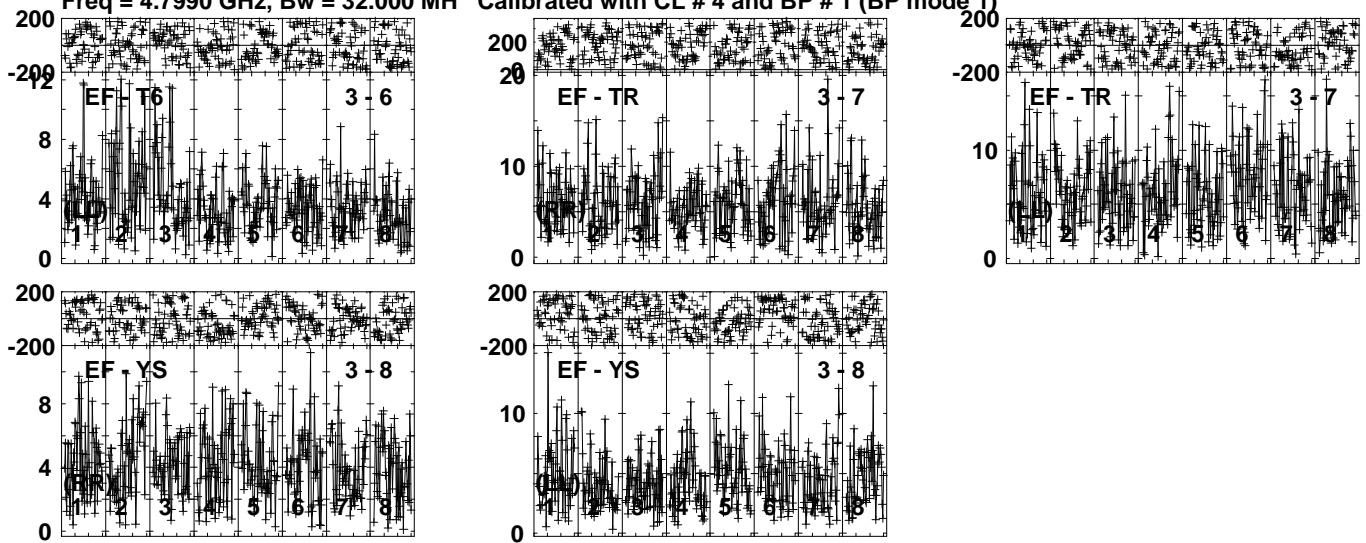 Freq = 4.7990 GHz, Bw = 32.000 MH Calibrated with CL # 4 and BP # 1 (BP mode 1)
200
-200
12
8
4
0
EF - T6
3 - 6
(LL)
1 2 3 4 5 6 7 8
200
0
20
10
0
EF - TR
3 - 7
(RR)
1 2 3 4 5 6 7 8
200
-200
10
0
EF - TR
3 - 7
(LL)
1 2 3 4 5 6 7 8
200
-200
8
4
0
EF - YS
3 - 8
(RR)
1 2 3 4 5 6 7 8
200
-200
10
0
EF - YS
3 - 8
(LL)
1 2 3 4 5 6 7 8